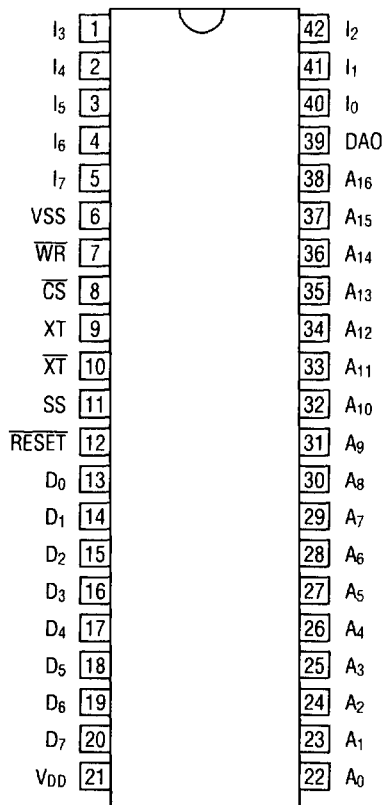 I3 1 42 I2
I4 2 41 I1
I5 3 40 I0
I6 4 39 DAO
I7 5 38 A16
VSS 6 37 A15
W̅R̅ 7 36 A14
C̅S̅ 8 35 A13
XT 9 34 A12
X̅T̅ 10 33 A11
SS 11 32 A10
R̅E̅S̅E̅T̅ 12 31 A9
D0 13 30 A8
D1 14 29 A7
D2 15 28 A6
D3 16 27 A5
D4 17 26 A4
D5 18 25 A3
D6 19 24 A2
D7 20 23 A1
VDD 21 22 A0